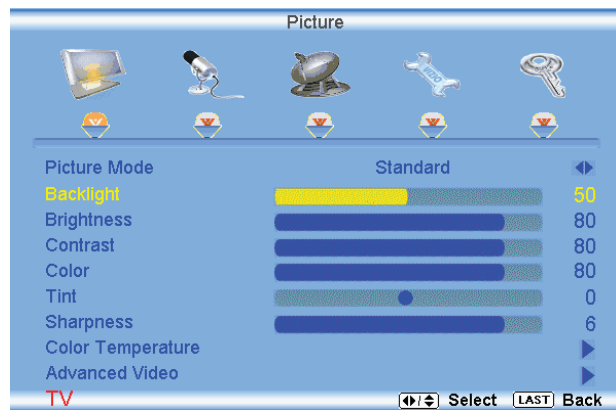 Picture
Picture Mode Standard
Backlight 50
Brightness 80
Contrast 80
Color 80
Tint 0
Sharpness 6
Color Temperature
Advanced Video
TV Select LAST Back